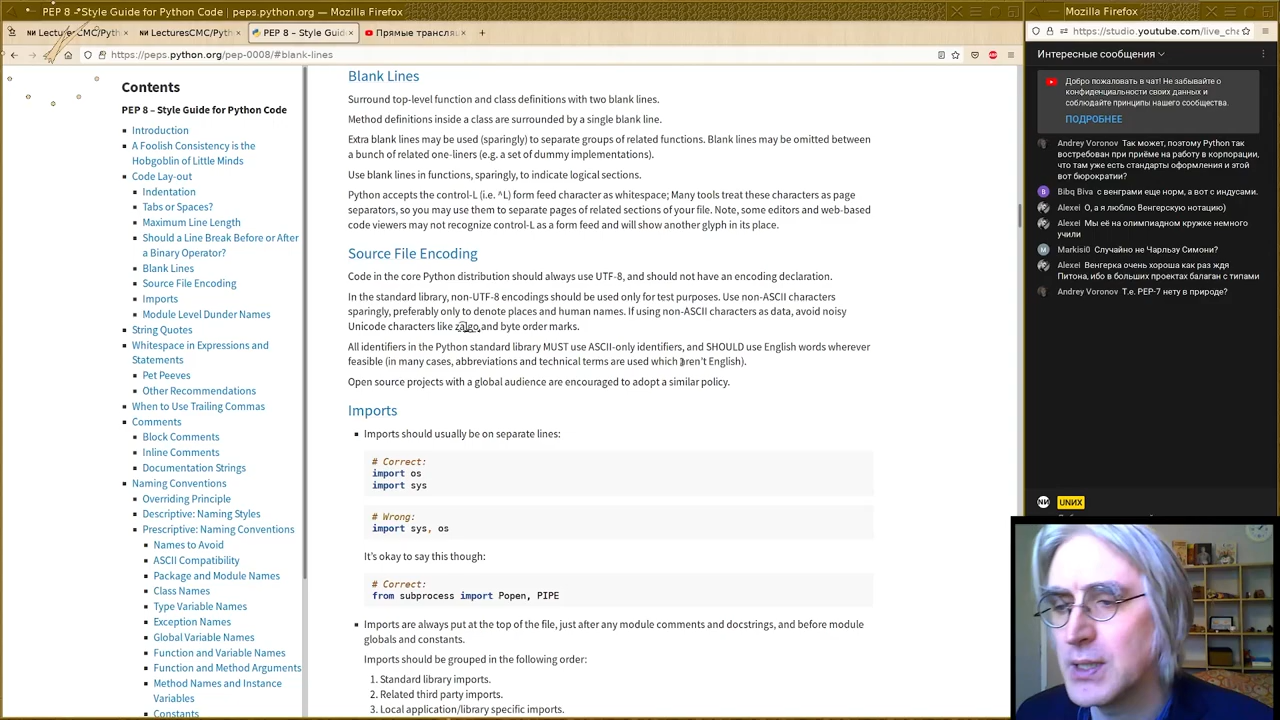 PEP 8 – Style Guide for Python Code | peps.python.org — Mozilla Firefox
Mozilla Firefox
LecturesCMC/Pyth
LecturesCMC/Pyth
PEP 8 – Style Guide for
Прямые трансляц
https://peps.python.org/pep-0008/#blank-lines
https://studio.youtube.com/live_cha
Contents
PEP 8 – Style Guide for Python Code
Introduction
A Foolish Consistency is the
Hobgoblin of Little Minds
Code Lay-out
Indentation
Tabs or Spaces?
Maximum Line Length
Should a Line Break Before or After
a Binary Operator?
Blank Lines
Source File Encoding
Imports
Module Level Dunder Names
String Quotes
Whitespace in Expressions and
Statements
Pet Peeves
Other Recommendations
When to Use Trailing Commas
Comments
Block Comments
Inline Comments
Documentation Strings
Naming Conventions
Overriding Principle
Descriptive: Naming Styles
Prescriptive: Naming Conventions
Names to Avoid
ASCII Compatibility
Package and Module Names
Class Names
Type Variable Names
Exception Names
Global Variable Names
Function and Variable Names
Function and Method Arguments
Method Names and Instance
Variables
Constants
Blank Lines
Surround top-level function and class definitions with two blank lines.
Method definitions inside a class are surrounded by a single blank line.
Extra blank lines may be used (sparingly) to separate groups of related functions. Blank lines may be omitted between
a bunch of related one-liners (e.g. a set of dummy implementations).
Use blank lines in functions, sparingly, to indicate logical sections.
Python accepts the control-L (i.e. ^L) form feed character as whitespace; Many tools treat these characters as page
separators, so you may use them to separate pages of related sections of your file. Note, some editors and web-based
code viewers may not recognize control-L as a form feed and will show another glyph in its place.
Source File Encoding
Code in the core Python distribution should always use UTF-8, and should not have an encoding declaration.
In the standard library, non-UTF-8 encodings should be used only for test purposes. Use non-ASCII characters
sparingly, preferably only to denote places and human names. If using non-ASCII characters as data, avoid noisy
Unicode characters like and byte order marks.
All identifiers in the Python standard library MUST use ASCII-only identifiers, and SHOULD use English words wherever
feasible (in many cases, abbreviations and technical terms are used which aren't English).
Open source projects with a global audience are encouraged to adopt a similar policy.
Imports
Imports should usually be on separate lines:
# Correct:
import os
import sys
# Wrong:
import sys, os
It's okay to say this though:
# Correct:
from subprocess import Popen, PIPE
Imports are always put at the top of the file, just after any module comments and docstrings, and before module
globals and constants.
Imports should be grouped in the following order:
1. Standard library imports.
2. Related third party imports.
3. Local application/library specific imports.
Интересные сообщения
Добро пожаловать в чат! Не забывайте о
конфиденциальности своих данных и
соблюдайте принципы нашего сообщества.
ПОДРОБНЕЕ
Andrey Voronov Так может, поэтому Python так
востребован при приёме на работу в корпорации,
что там уже есть стандарты оформления и этот
вот бюрократии?
Bibq Biva с венграми еще норм, а вот с индусами.
Alexei О, а я люблю Венгерскую нотацию)
Alexei Мы её на олимпиадном кружке немного
учили
Markisi0 Случайно не Чарльзу Симони?
Alexei Венгерка очень хороша как раз ждя
Питона, ибо в больших проектах балаган с типами
Andrey Voronov Т.е. PEP-7 нету в природе?
UNИX